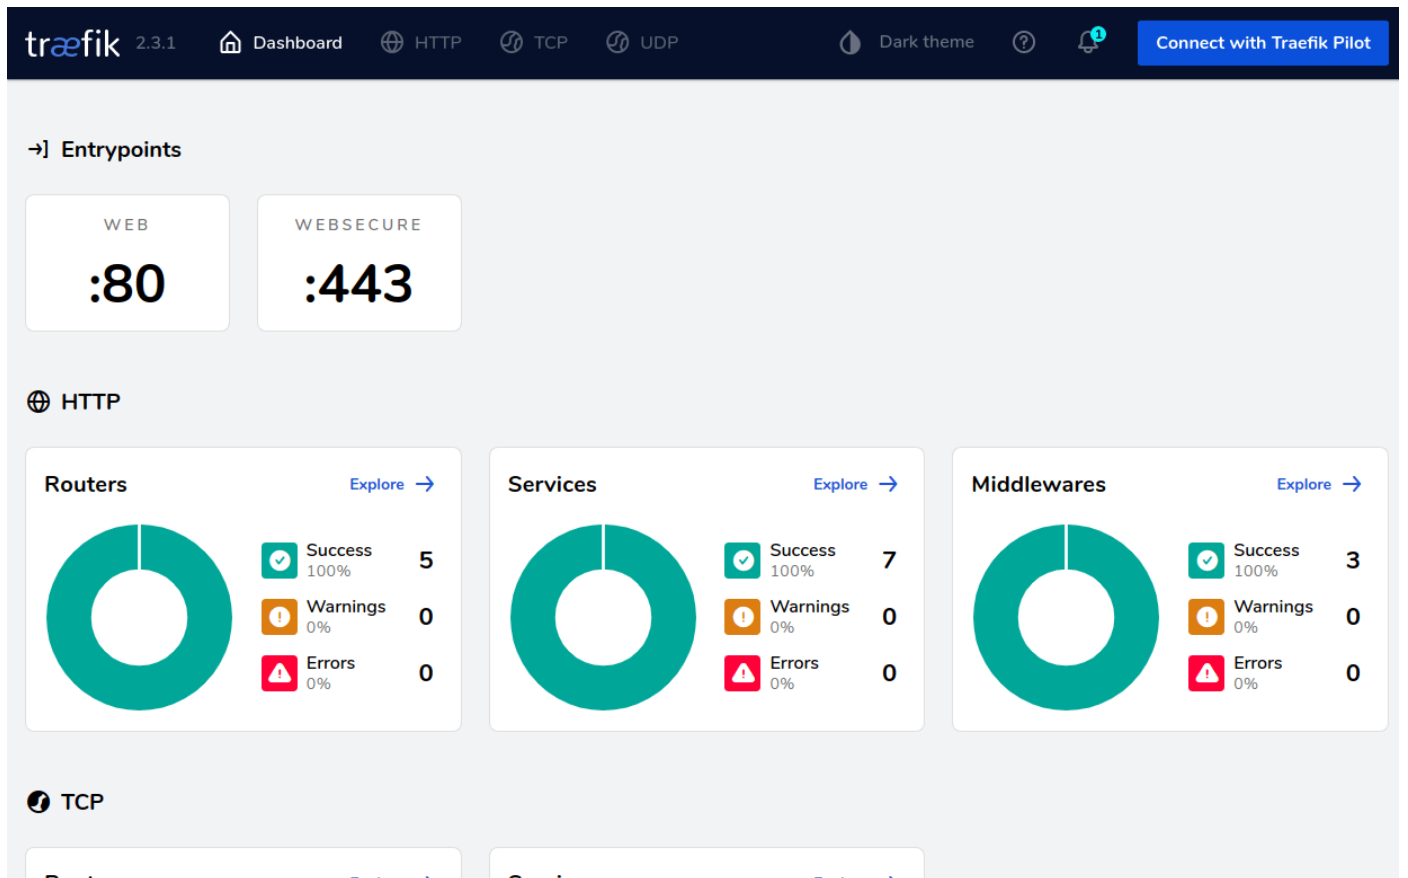 træfik 2.3.1 Dashboard HTTP TCP UDP Dark theme 1 Connect with Traefik Pilot
Entrypoints
WEB WEBSECURE
:80 :443
HTTP
Routers Explore
Success 5
100%
Warnings 0
0%
Errors 0
0%
Services Explore
Success 7
100%
Warnings 0
0%
Errors 0
0%
Middlewares Explore
Success 3
100%
Warnings 0
0%
Errors 0
0%
TCP